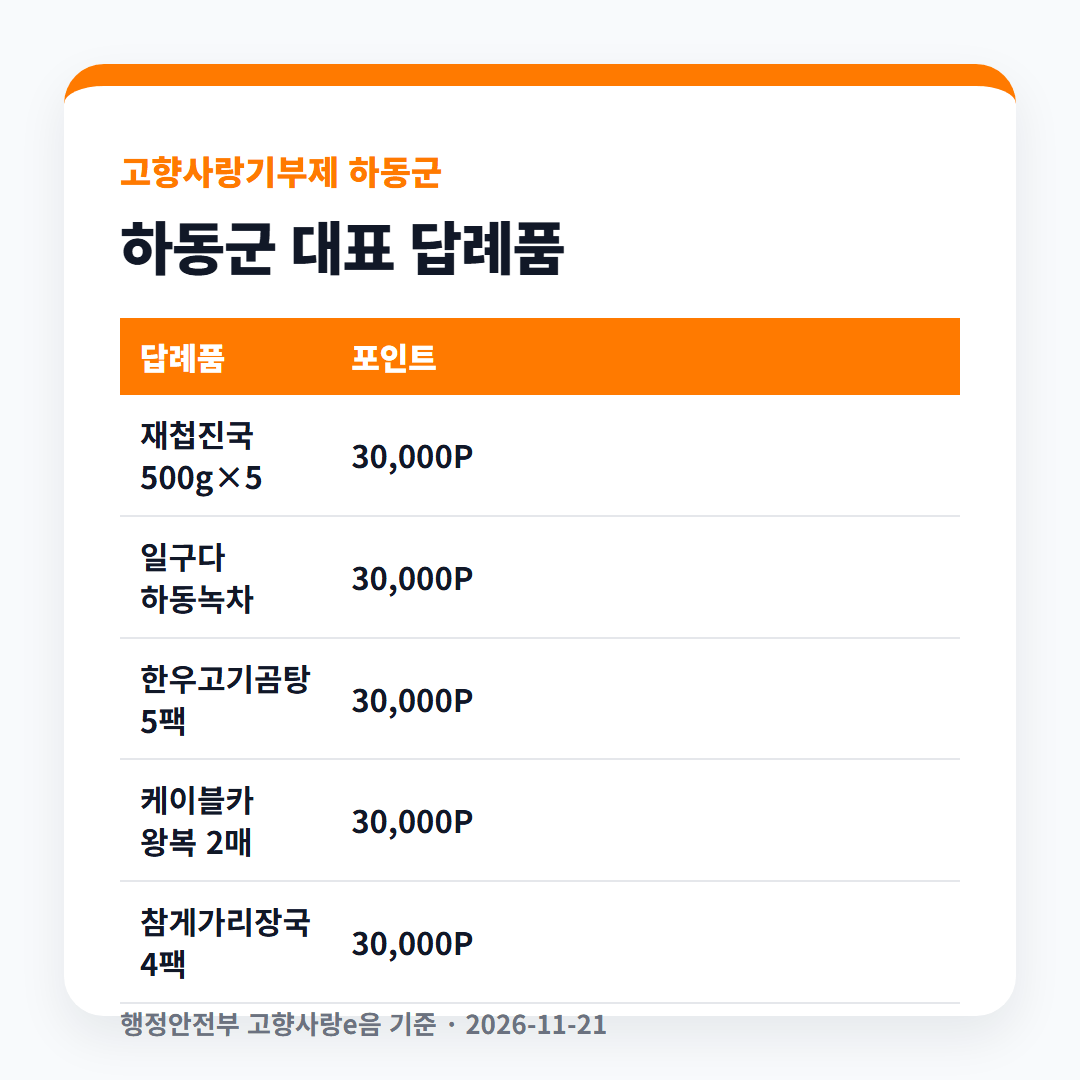 고향사랑기부제 하동군
하동군 대표 답례품
답례품 포인트
재첩진국
500g×5
30,000P
일구다
하동녹차
30,000P
한우고기곰탕
5팩
30,000P
케이블카
왕복 2매
30,000P
참게가리장국
4팩
30,000P
행정안전부 고향사랑e음 기준 · 2026-11-21